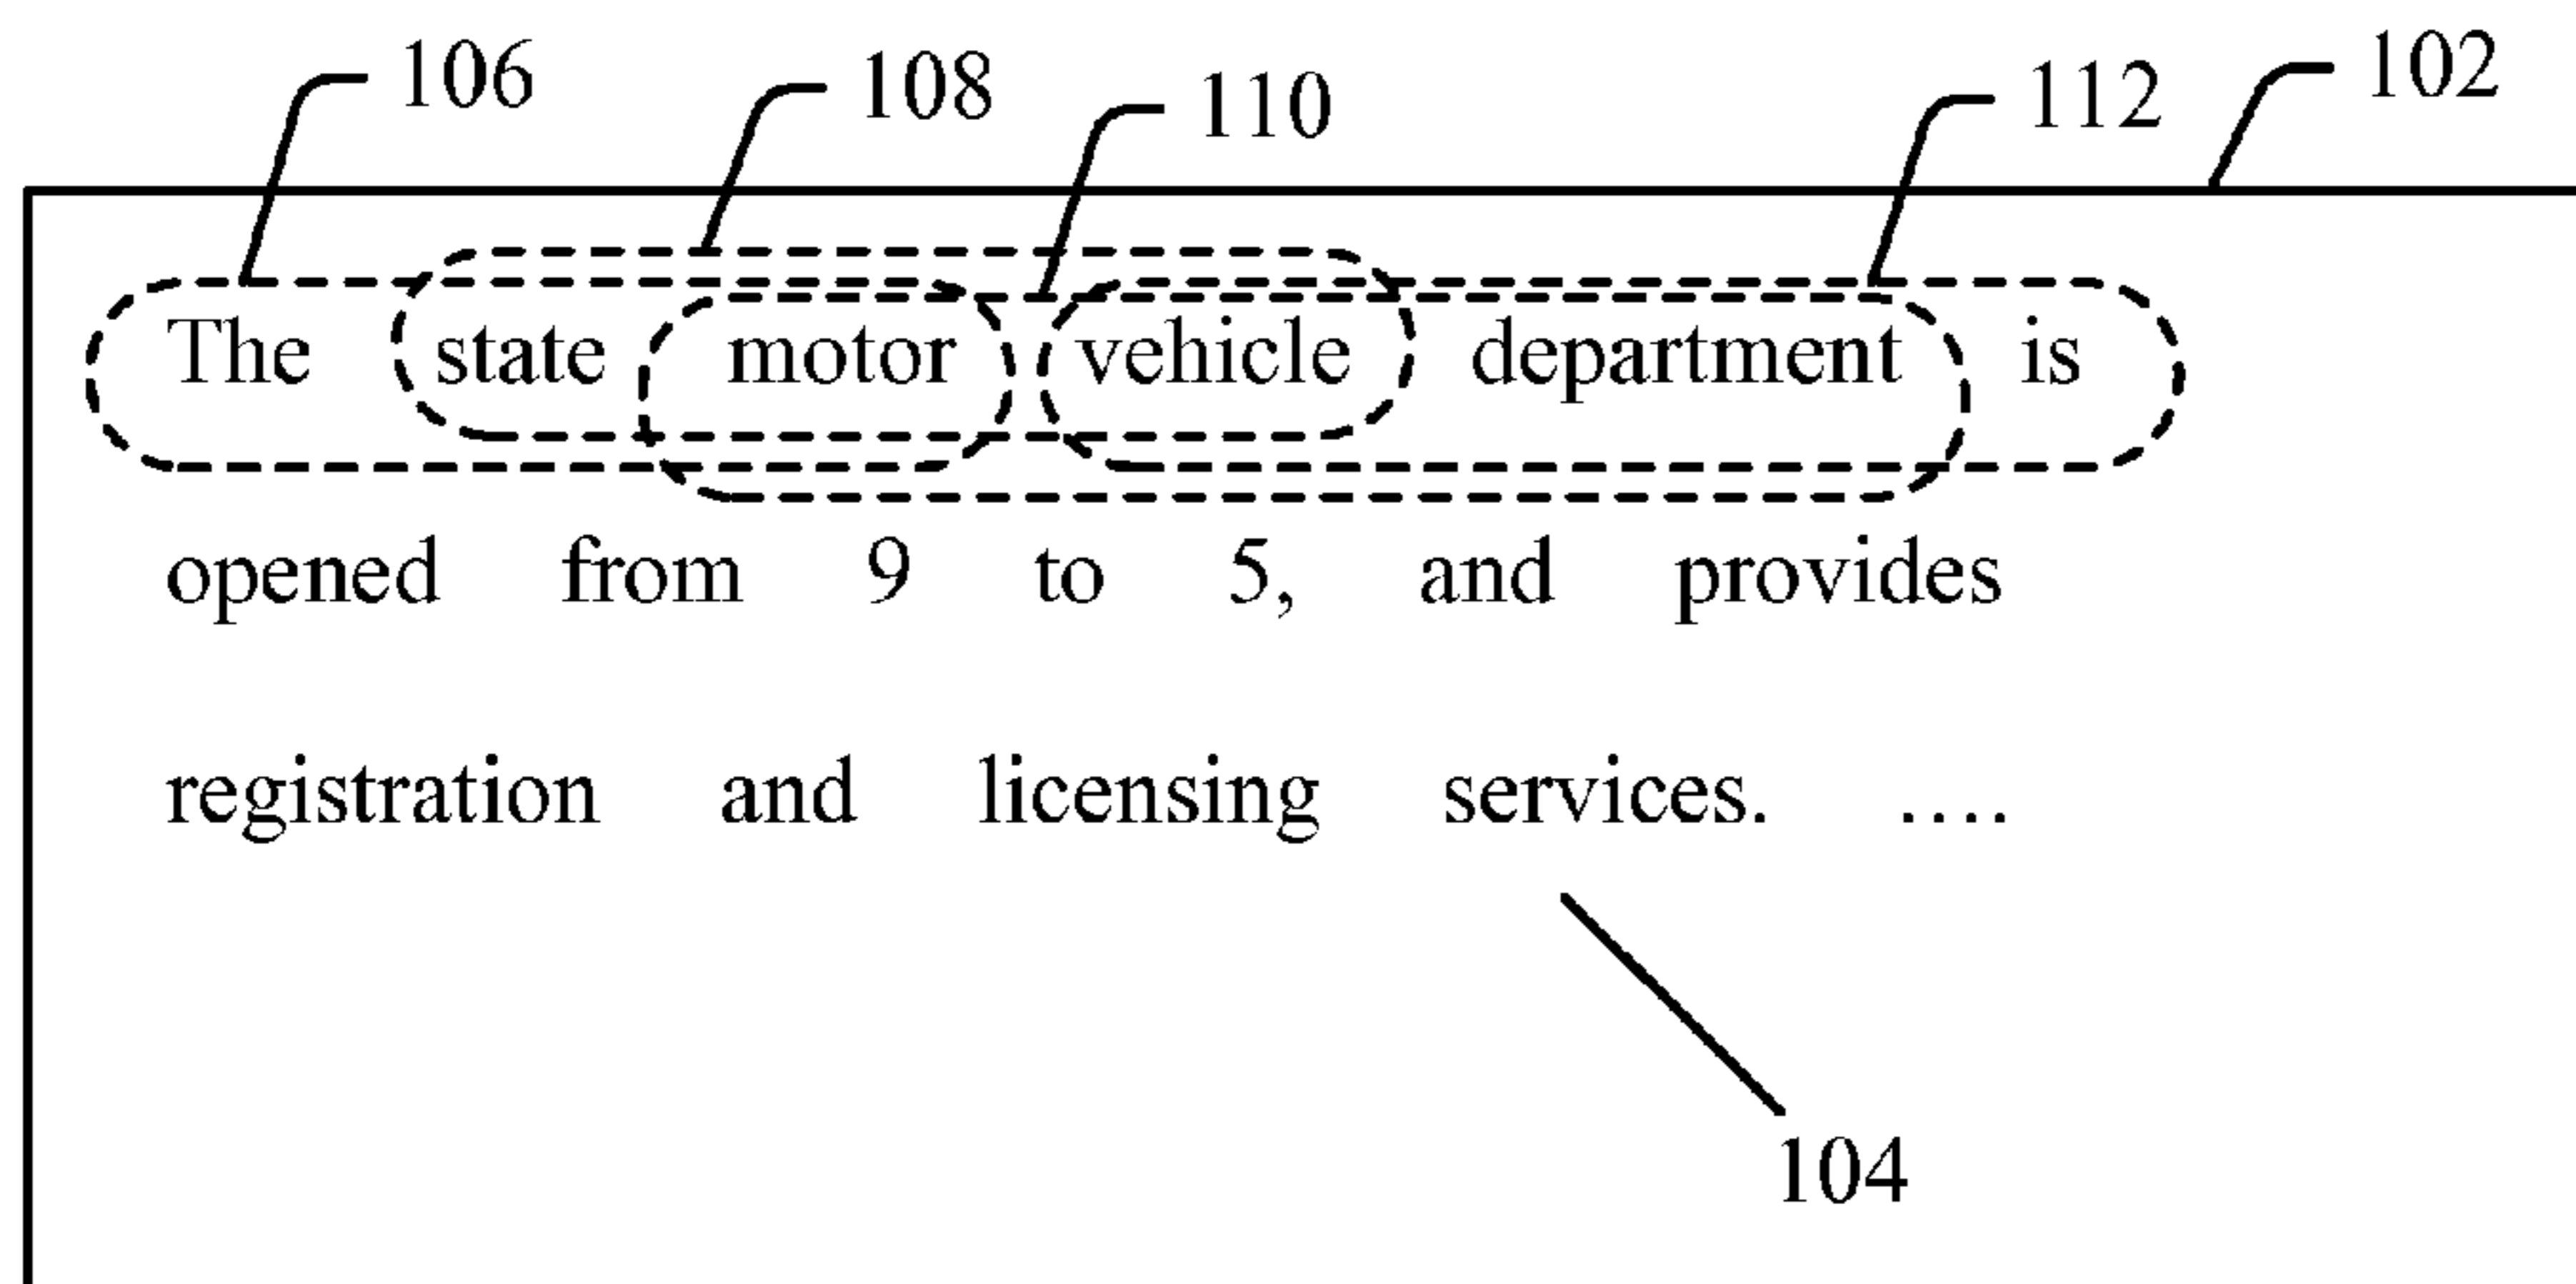 106 108 110 112 102
The state motor vehicle department is
opened from 9 to 5, and provides
registration and licensing services. ....
104